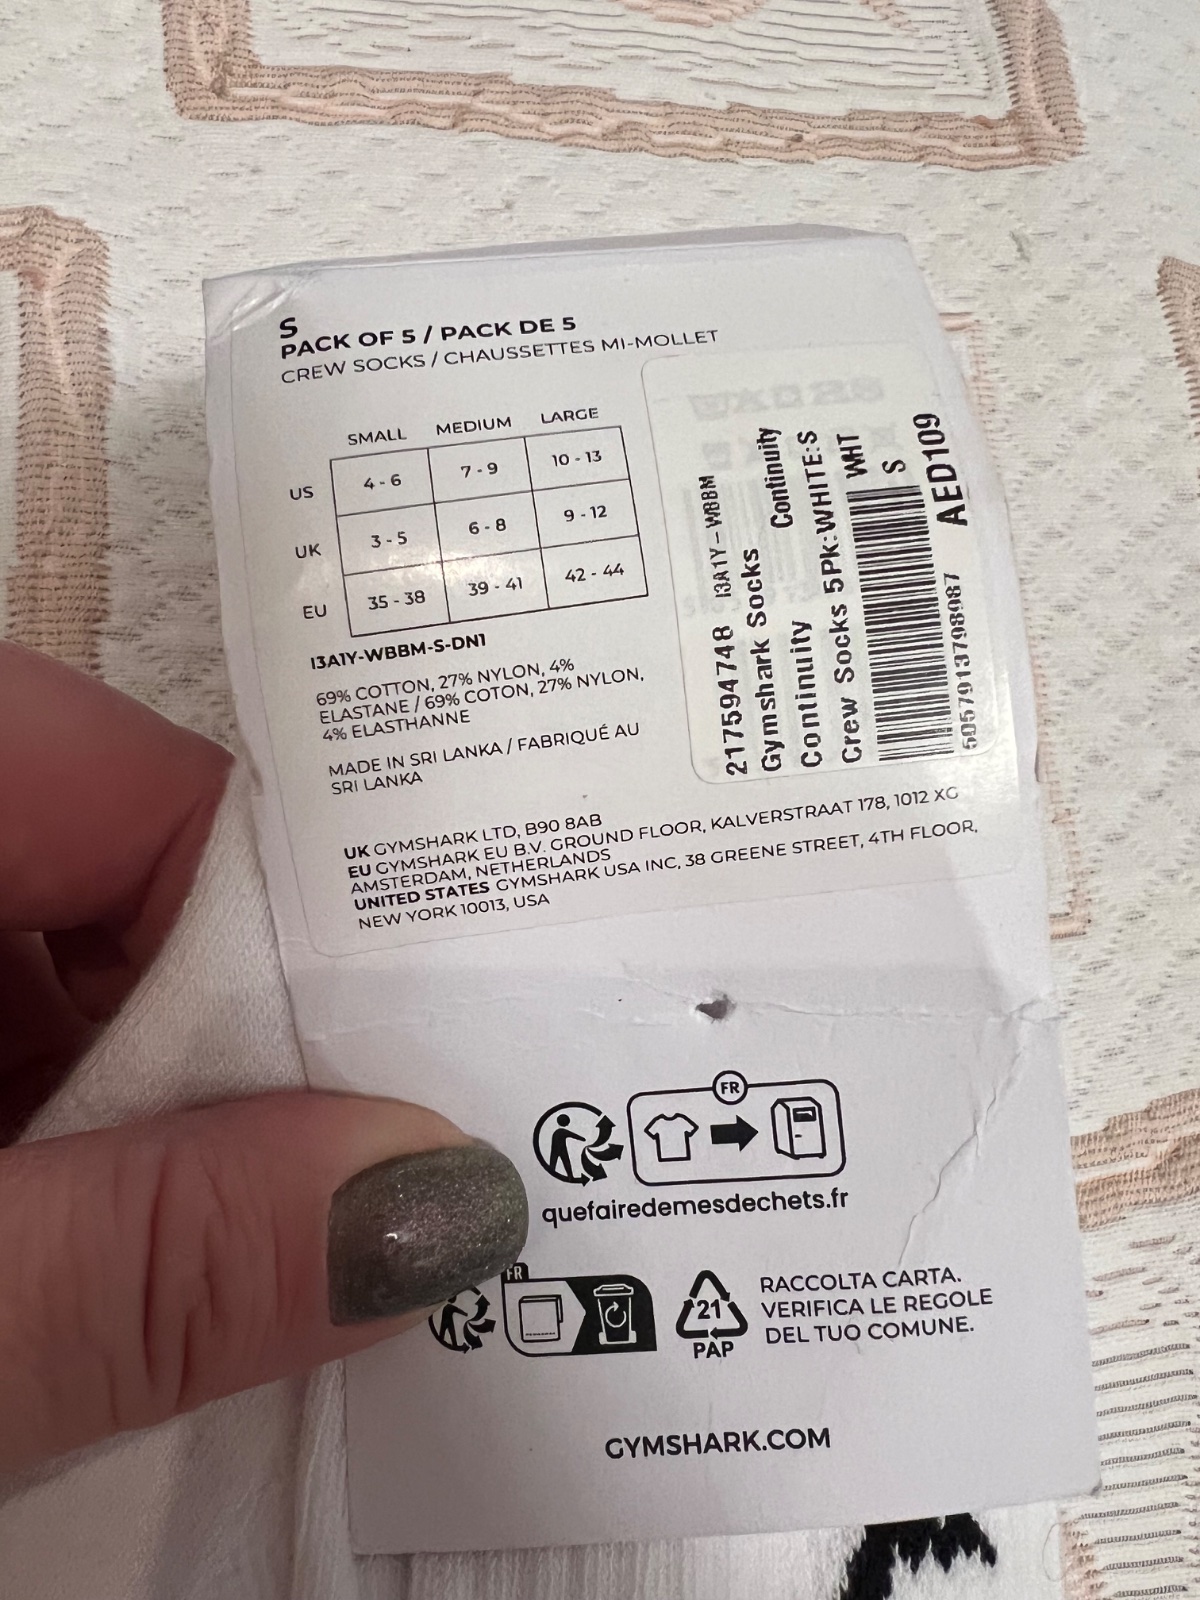 S
PACK OF 5 / PACK DE 5
CREW SOCKS / CHAUSSETTES MI-MOLLET
SMALL MEDIUM LARGE
US 4 - 6 7 - 9 10 - 13
UK 3 - 5 6 - 8 9 - 12
EU 35 - 38 39 - 41 42 - 44
I3A1Y-WBBM-S-DN1
69% COTTON, 27% NYLON, 4%
ELASTANE / 69% COTON, 27% NYLON,
4% ELASTHANNE
MADE IN SRI LANKA / FABRIQUÉ AU
SRI LANKA
UK GYMSHARK LTD, B90 8AB
EU GYMSHARK EU B.V. GROUND FLOOR, KALVERSTRAAT 178, 1012 XG
AMSTERDAM, NETHERLANDS
UNITED STATES GYMSHARK USA INC, 38 GREENE STREET, 4TH FLOOR,
NEW YORK 10013, USA
217594748 I3A1Y-WBBM
Gymshark Socks Continuity
Continuity
Crew Socks 5PK:WHITE:S
WHT
S
5057913798987 AED109
FR
quefairedemesdechets.fr
FR
21
PAP
RACCOLTA CARTA.
VERIFICA LE REGOLE
DEL TUO COMUNE.
GYMSHARK.COM